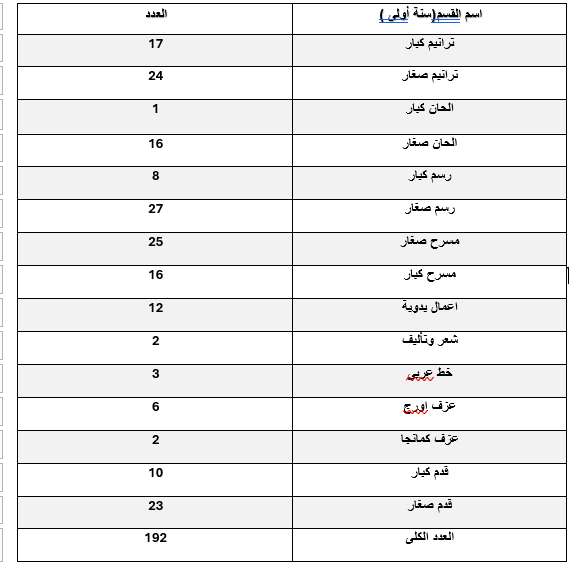 اسم القسم(سنة أولى ) العدد
ترانيم كبار 17
ترانيم صغار 24
الحان كبار 1
الحان صغار 16
رسم كبار 8
رسم صغار 27
مسرح صغار 25
مسرح كبار 16
اعمال يدوية 12
شعر وتأليف 2
خط عربي 3
عزف اورج 6
عزف كمانجا 2
قدم كبار 10
قدم صغار 23
العدد الكلى 192